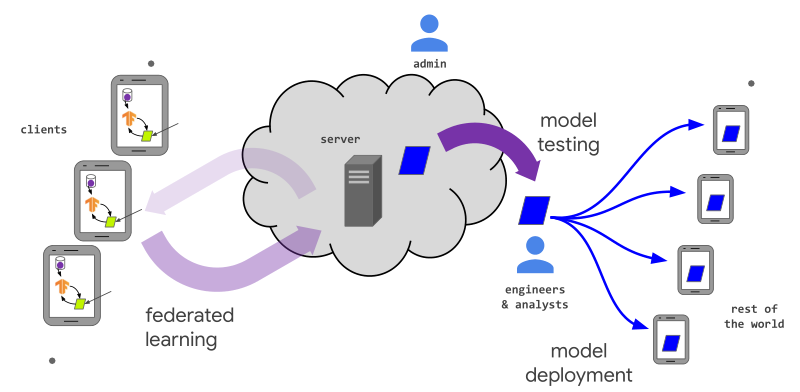 admin
clients
server
model
testing
federated
learning
engineers
& analysts
rest of
the world
model
deployment